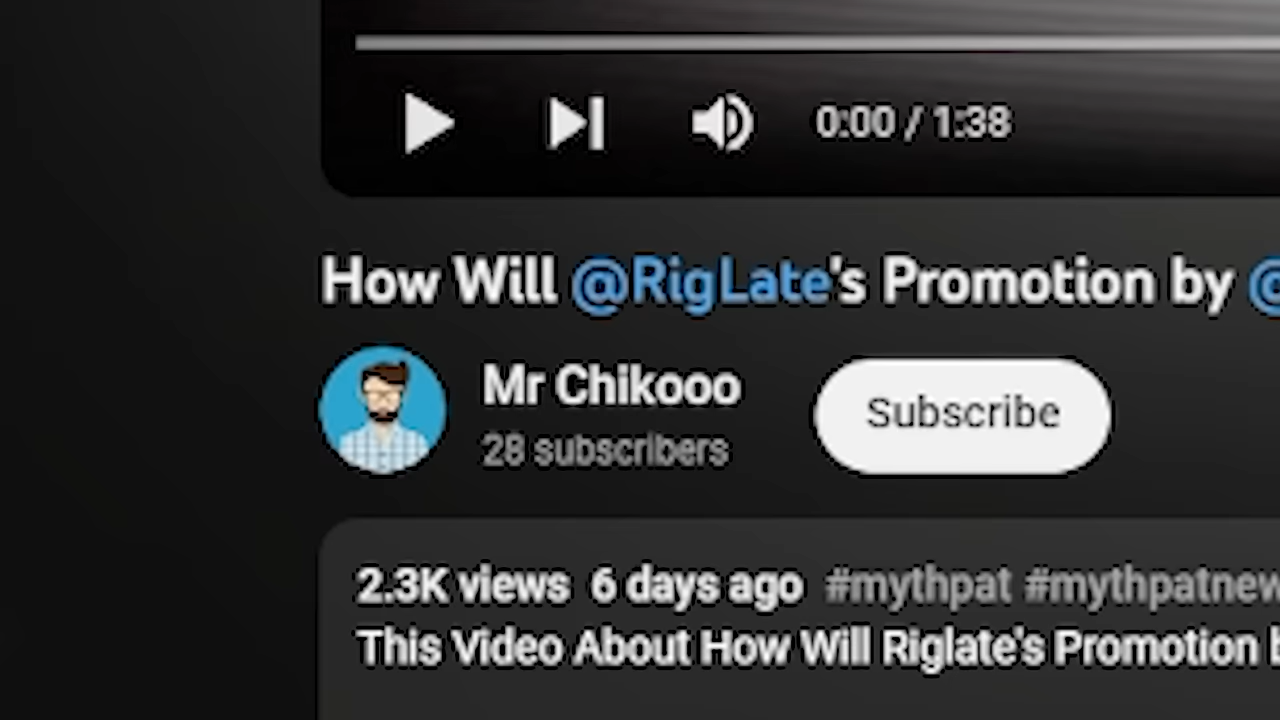 0:00 / 1:38
How Will @RigLate's Promotion by @
Mr Chikooo
28 subscribers
Subscribe
2.3K views 6 days ago #mythpat #mythpatnew
This Video About How Will Riglate's Promotion b